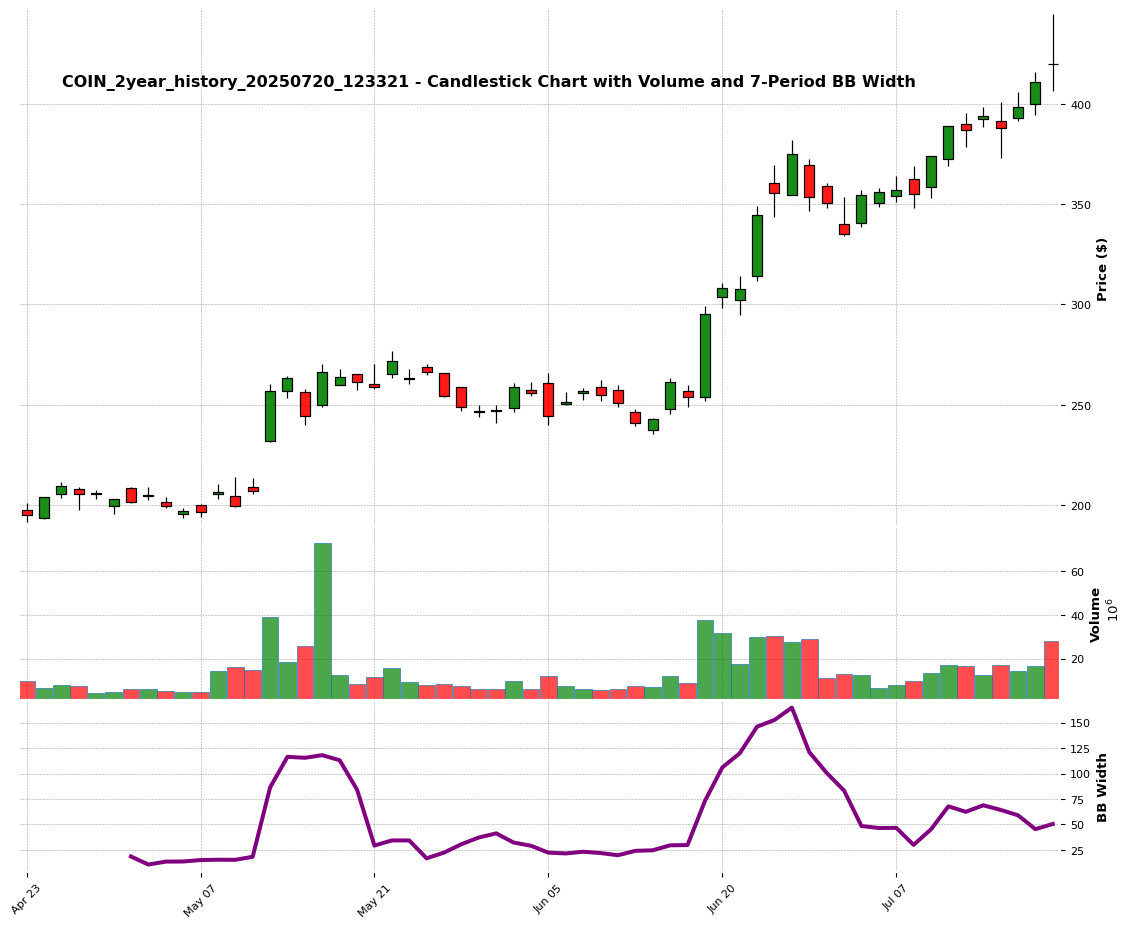 COIN_2year_history_20250720_123321 - Candlestick Chart with Volume and 7-Period BB Width
400
350
300
250
200
Price ($)
60
40
20
Volume
10^6
150
125
100
75
50
25
BB Width
Apr 23
May 07
May 21
Jun 05
Jun 20
Jul 07